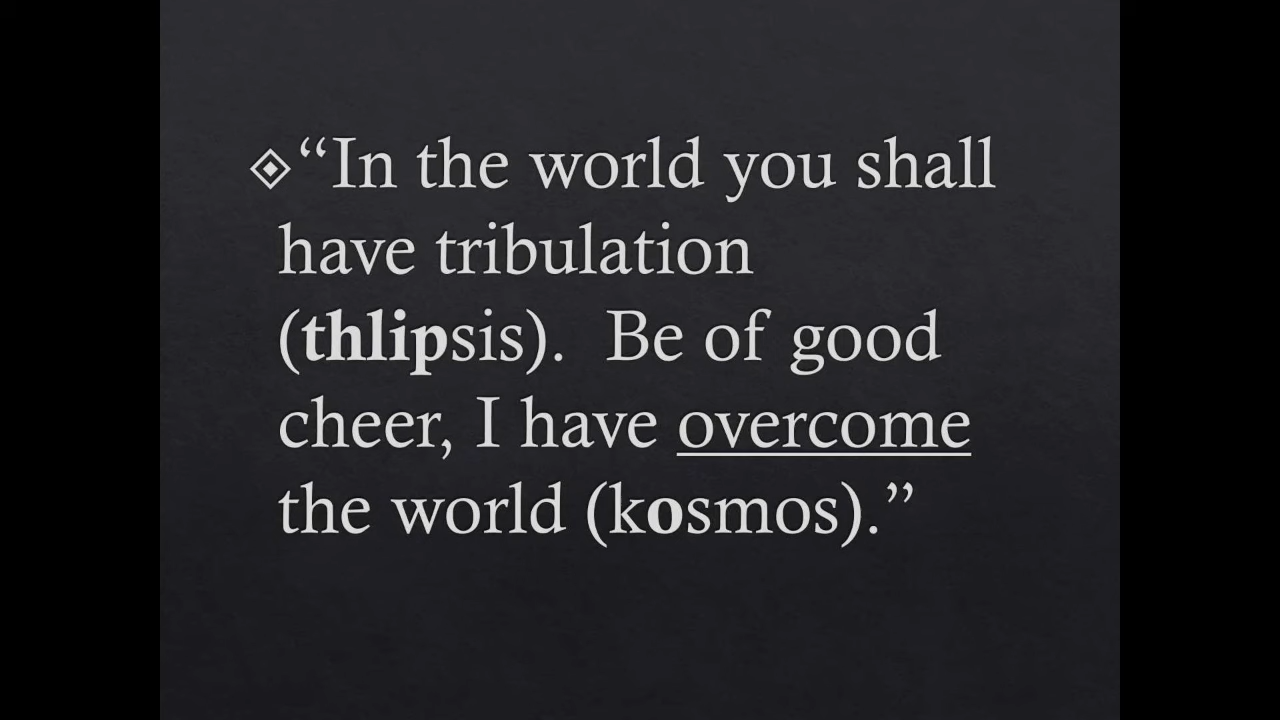 “In the world you shall
have tribulation
(thlipsis).  Be of good
cheer, I have overcome
the world (kosmos).”